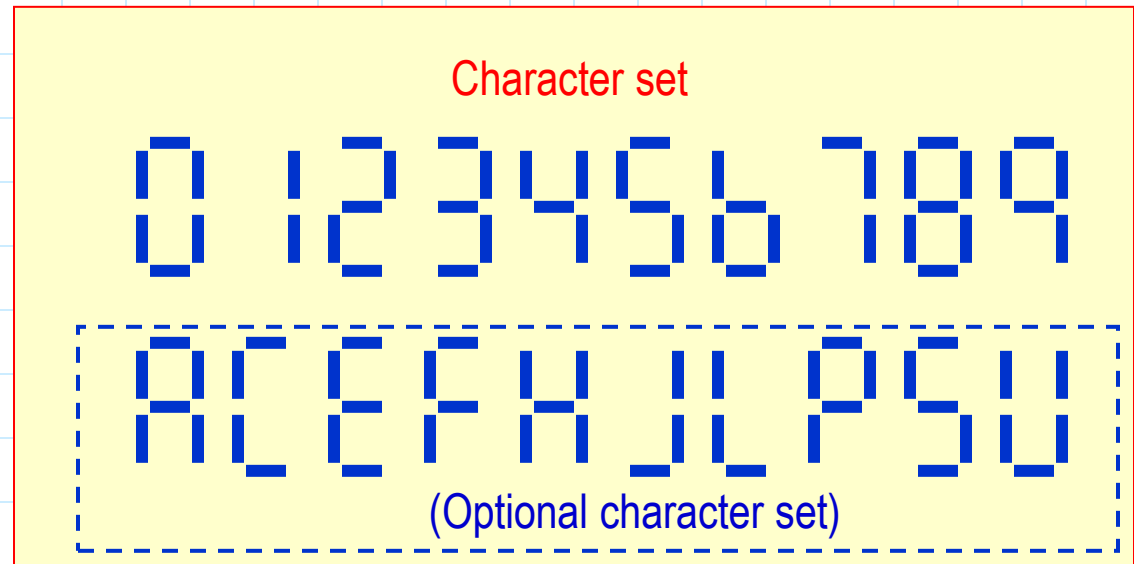 Character set
0 1 2 3 4 5 6 7 8 9
A C E F H J L P S U
(Optional character set)